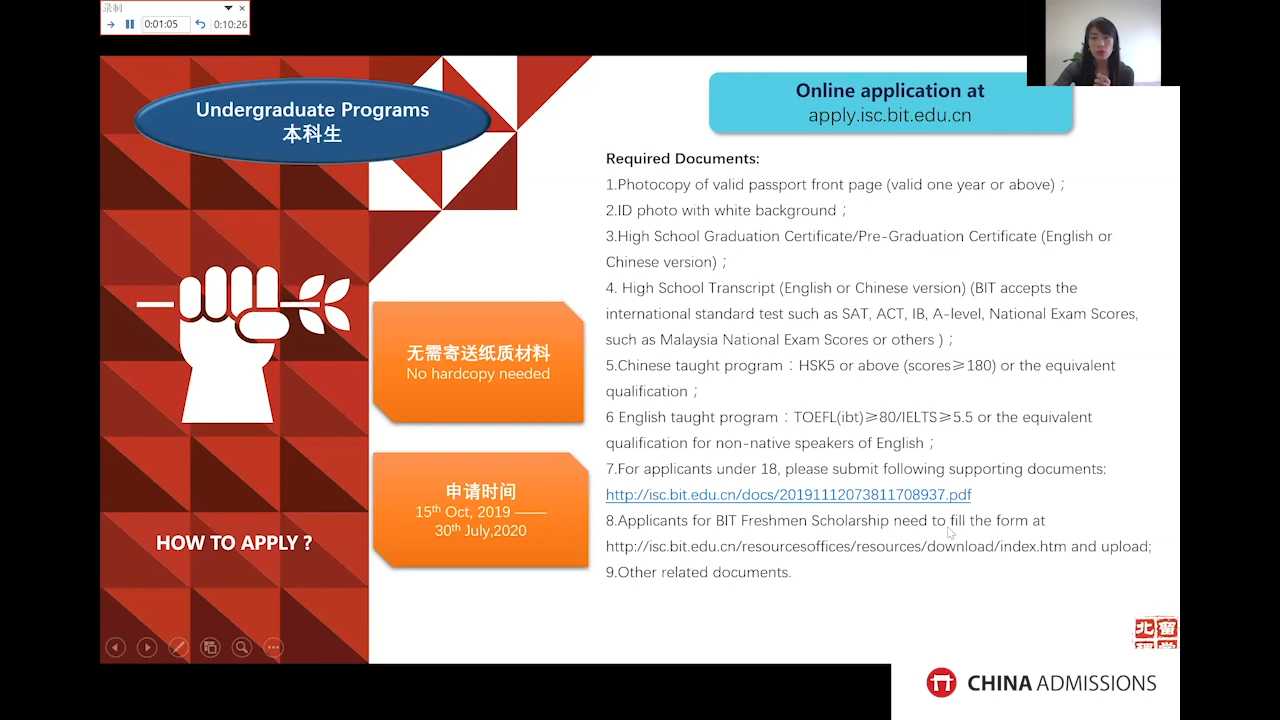 录制
0:01:05
0:10:26
Undergraduate Programs
本科生
Online application at
apply.isc.bit.edu.cn
Required Documents:
1.Photocopy of valid passport front page (valid one year or above)；
2.ID photo with white background；
3.High School Graduation Certificate/Pre-Graduation Certificate (English or
Chinese version)；
4. High School Transcript (English or Chinese version) (BIT accepts the
international standard test such as SAT, ACT, IB, A-level, National Exam Scores,
such as Malaysia National Exam Scores or others )；
5.Chinese taught program：HSK5 or above (scores≥180) or the equivalent
qualification；
6 English taught program：TOEFL(ibt)≥80/IELTS≥5.5 or the equivalent
qualification for non-native speakers of English；
7.For applicants under 18, please submit following supporting documents:
http://isc.bit.edu.cn/docs/20191112073811708937.pdf
8.Applicants for BIT Freshmen Scholarship need to fill the form at
http://isc.bit.edu.cn/resourcesoffices/resources/download/index.htm and upload;
9.Other related documents.
无需寄送纸质材料
No hardcopy needed
申请时间
15th Oct, 2019 ——
30th July,2020
HOW TO APPLY ?
CHINA ADMISSIONS